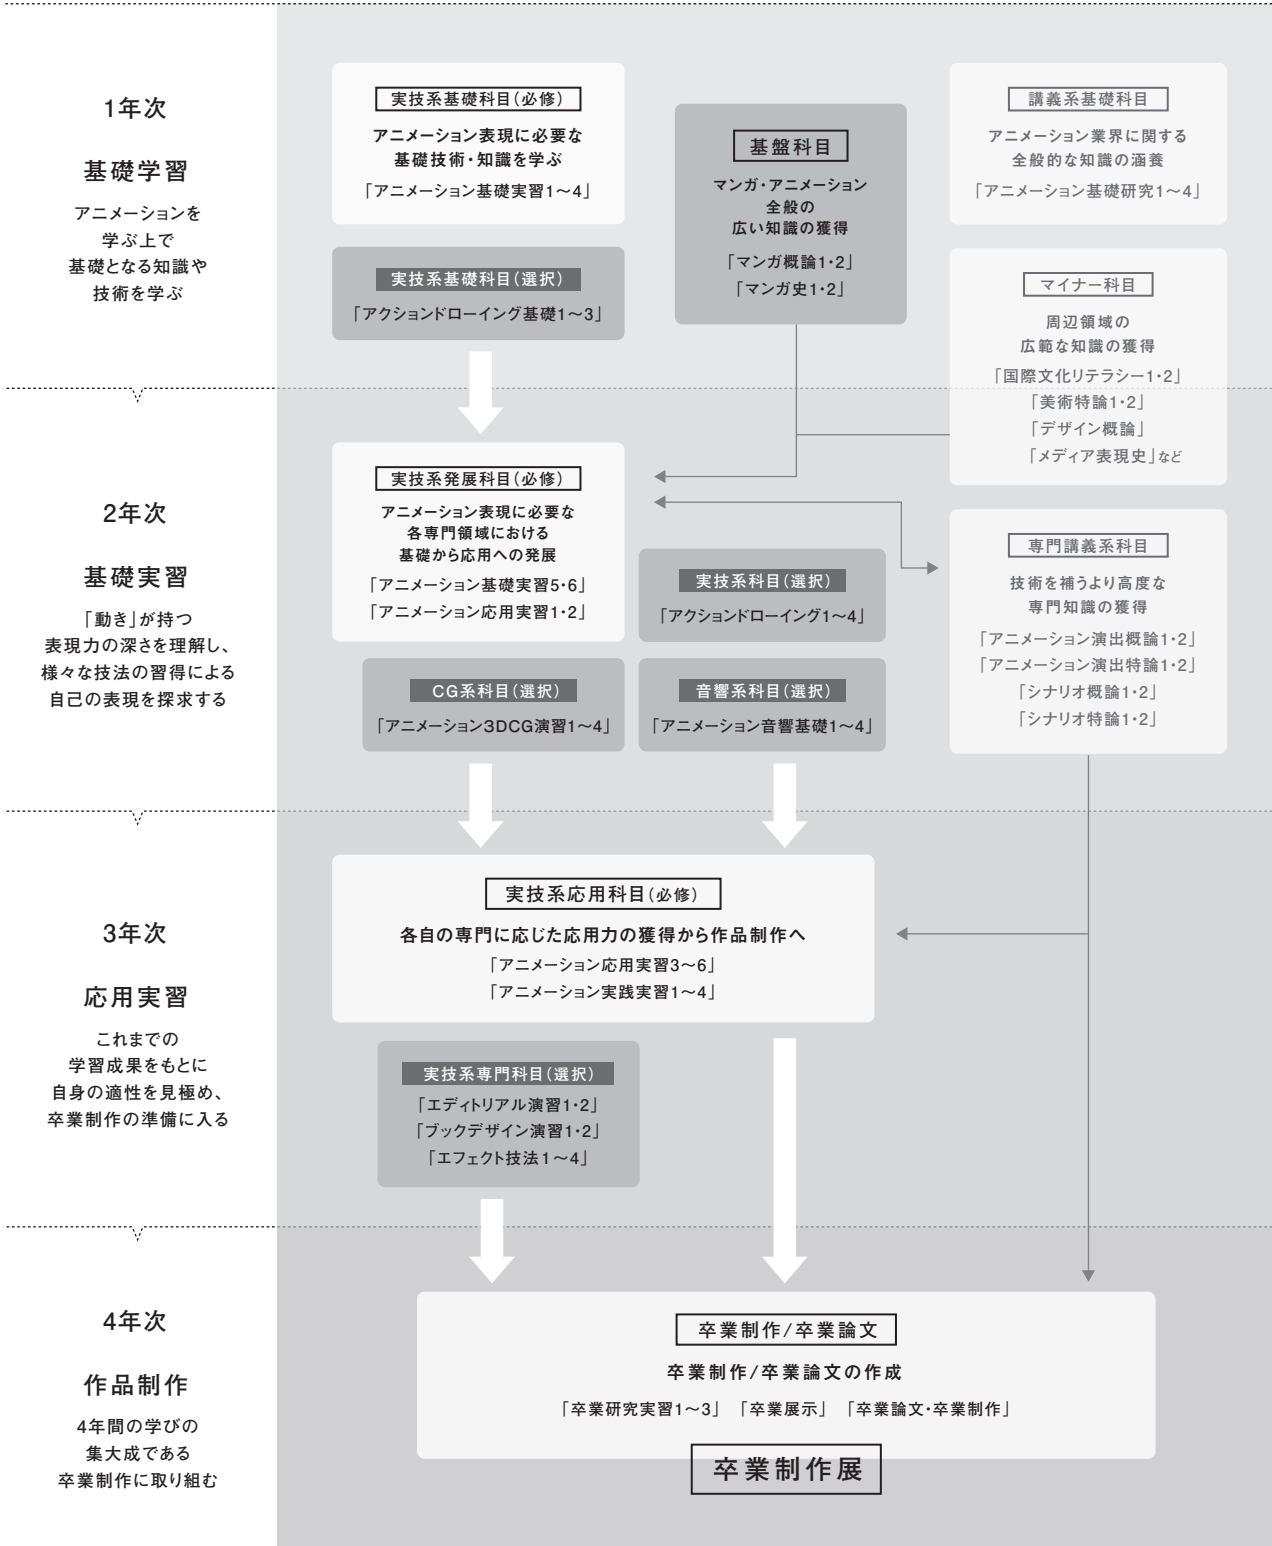 1年次
基礎学習
アニメーションを
学ぶ上で
基礎となる知識や
技術を学ぶ
実技系基礎科目(必修)
アニメーション表現に必要な
基礎技術・知識を学ぶ
「アニメーション基礎実習1〜4」
実技系基礎科目(選択)
「アクションドローイング基礎1〜3」
基盤科目
マンガ・アニメーション
全般の
広い知識の獲得
「マンガ概論1・2」
「マンガ史1・2」
講義系基礎科目
アニメーション業界に関する
全般的な知識の涵養
「アニメーション基礎研究1〜4」
マイナー科目
周辺領域の
広範な知識の獲得
「国際文化リテラシー1・2」
「美術特論1・2」
「デザイン概論」
「メディア表現史」など
2年次
基礎実習
「動き」が持つ
表現力の深さを理解し、
様々な技法の習得による
自己の表現を探求する
実技系発展科目(必修)
アニメーション表現に必要な
各専門領域における
基礎から応用への発展
「アニメーション基礎実習5・6」
「アニメーション応用実習1・2」
実技系科目(選択)
「アクションドローイング1〜4」
CG系科目(選択)
「アニメーション3DCG演習1〜4」
音響系科目(選択)
「アニメーション音響基礎1〜4」
専門講義系科目
技術を補うより高度な
専門知識の獲得
「アニメーション演出概論1・2」
「アニメーション演出特論1・2」
「シナリオ概論1・2」
「シナリオ特論1・2」
3年次
応用実習
これまでの
学習成果をもとに
自身の適性を見極め、
卒業制作の準備に入る
実技系応用科目(必修)
各自の専門に応じた応用力の獲得から作品制作へ
「アニメーション応用実習3〜6」
「アニメーション実践実習1〜4」
実技系専門科目(選択)
「エディトリアル演習1・2」
「ブックデザイン演習1・2」
「エフェクト技法1〜4」
4年次
作品制作
4年間の学びの
集大成である
卒業制作に取り組む
卒業制作/卒業論文
卒業制作/卒業論文の作成
「卒業研究実習1〜3」 「卒業展示」 「卒業論文・卒業制作」
卒業制作展